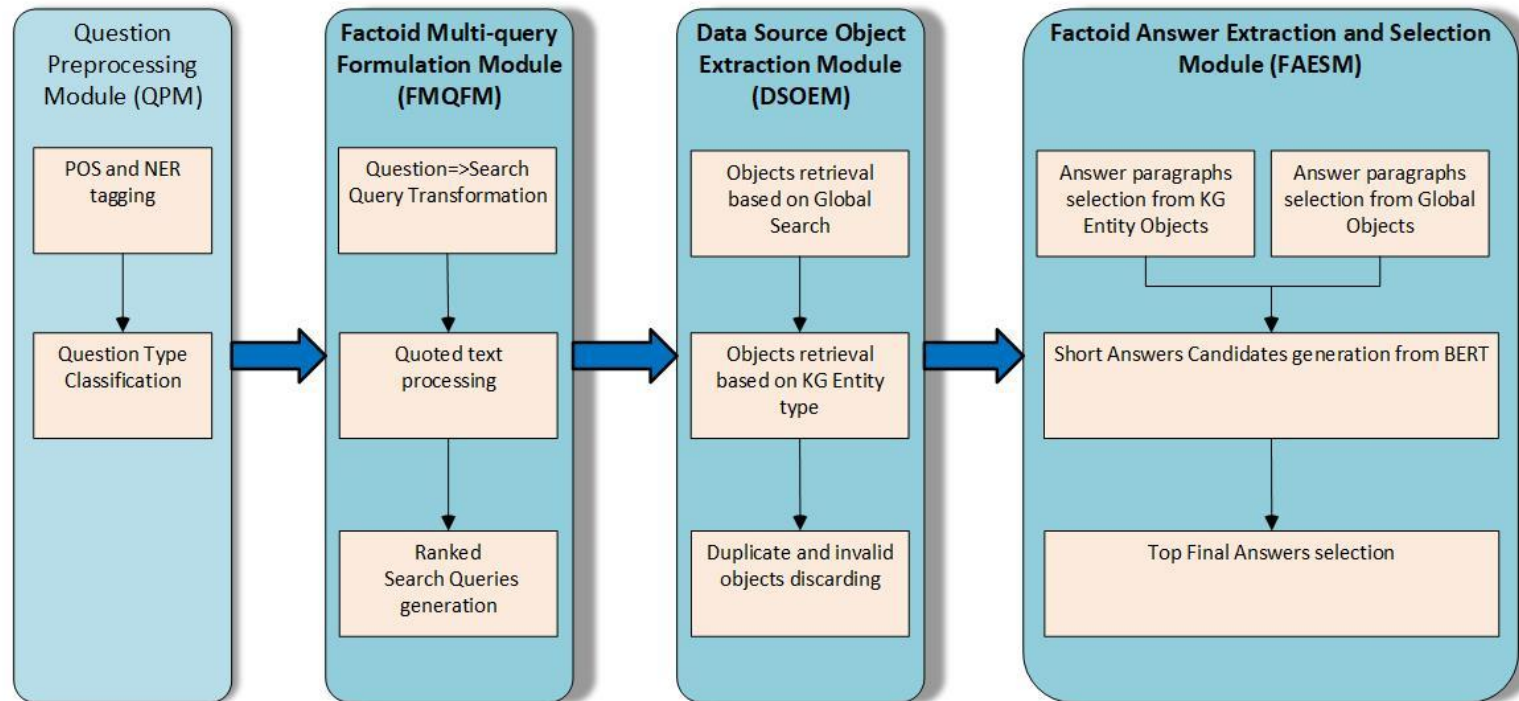 Question
Preprocessing
Module (QPM)
POS and NER
tagging
Question Type
Classification
Factoid Multi-query
Formulation Module
(FMQFM)
Question=>Search
Query Transformation
Quoted text
processing
Ranked
Search Queries
generation
Data Source Object
Extraction Module
(DSOEM)
Objects retrieval
based on Global
Search
Objects retrieval
based on KG Entity
type
Duplicate and invalid
objects discarding
Factoid Answer Extraction and Selection
Module (FAESM)
Answer paragraphs
selection from KG
Entity Objects
Answer paragraphs
selection from Global
Objects
Short Answers Candidates generation from BERT
Top Final Answers selection